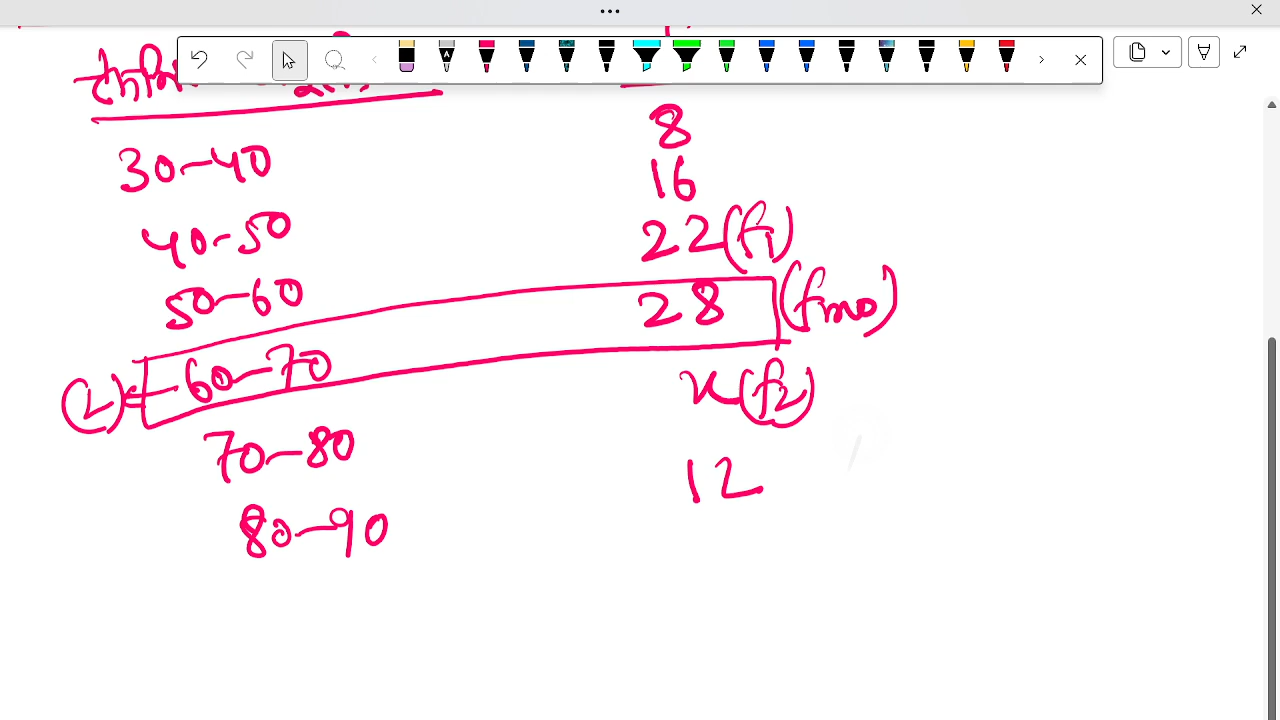 30-40 8
40-50 16
50-60 22 (f1)
(L) 60-70 28 (fmo)
70-80 x (f2)
80-90 12